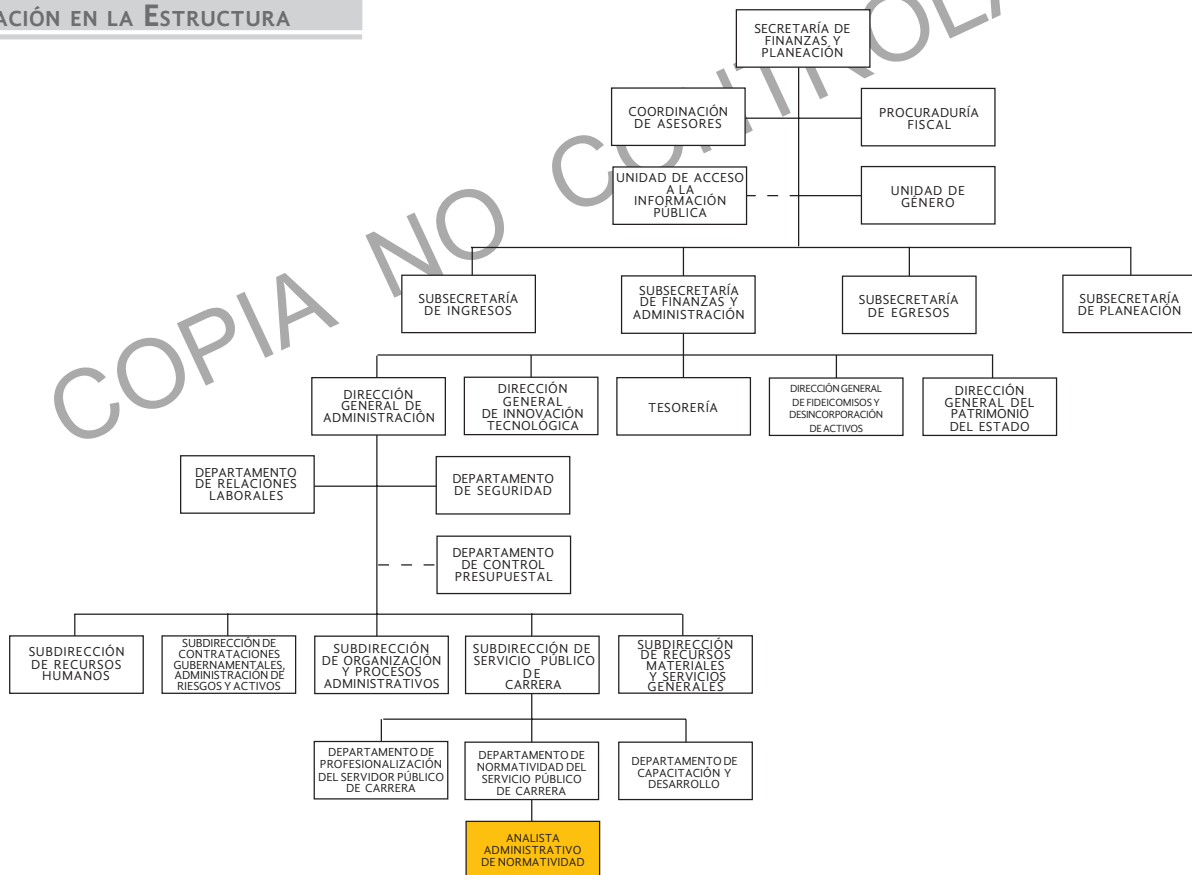 ACIÓN EN LA ESTRUCTURA
SECRETARÍA DE
FINANZAS Y
PLANEACIÓN
COORDINACIÓN
DE ASESORES
PROCURADURÍA
FISCAL
UNIDAD DE ACCESO
A LA
INFORMACIÓN
PÚBLICA
UNIDAD DE
GÉNERO
COPIA NO CONTROLA
SUBSECRETARÍA
DE INGRESOS
SUBSECRETARÍA
DE FINANZAS Y
ADMINISTRACIÓN
SUBSECRETARÍA
DE EGRESOS
SUBSECRETARÍA
DE PLANEACIÓN
DIRECCIÓN
GENERAL DE
ADMINISTRACIÓN
DIRECCIÓN
GENERAL
DE INNOVACIÓN
TECNOLÓGICA
TESORERÍA
DIRECCIÓN GENERAL
DE FIDEICOMISOS Y
DESINCORPORACIÓN
DE ACTIVOS
DIRECCIÓN
GENERAL DEL
PATRIMONIO
DEL ESTADO
DEPARTAMENTO
DE RELACIONES
LABORALES
DEPARTAMENTO
DE SEGURIDAD
DEPARTAMENTO
DE CONTROL
PRESUPUESTAL
SUBDIRECCIÓN
DE RECURSOS
HUMANOS
SUBDIRECCIÓN DE
CONTRATACIONES
GUBERNAMENTALES,
ADMINISTRACIÓN DE
RIESGOS Y ACTIVOS
SUBDIRECCIÓN
DE ORGANIZACIÓN
Y PROCESOS
ADMINISTRATIVOS
SUBDIRECCIÓN DE
SERVICIO PÚBLICO
DE
CARRERA
SUBDIRECCIÓN
DE RECURSOS
MATERIALES
Y SERVICIOS
GENERALES
DEPARTAMENTO DE
PROFESIONALIZACIÓN
DEL SERVIDOR PÚBLICO
DE CARRERA
DEPARTAMENTO DE
NORMATIVIDAD DEL
SERVICIO PÚBLICO
DE CARRERA
DEPARTAMENTO DE
CAPACITACIÓN Y
DESARROLLO
ANALISTA
ADMINISTRATIVO
DE NORMATIVIDAD